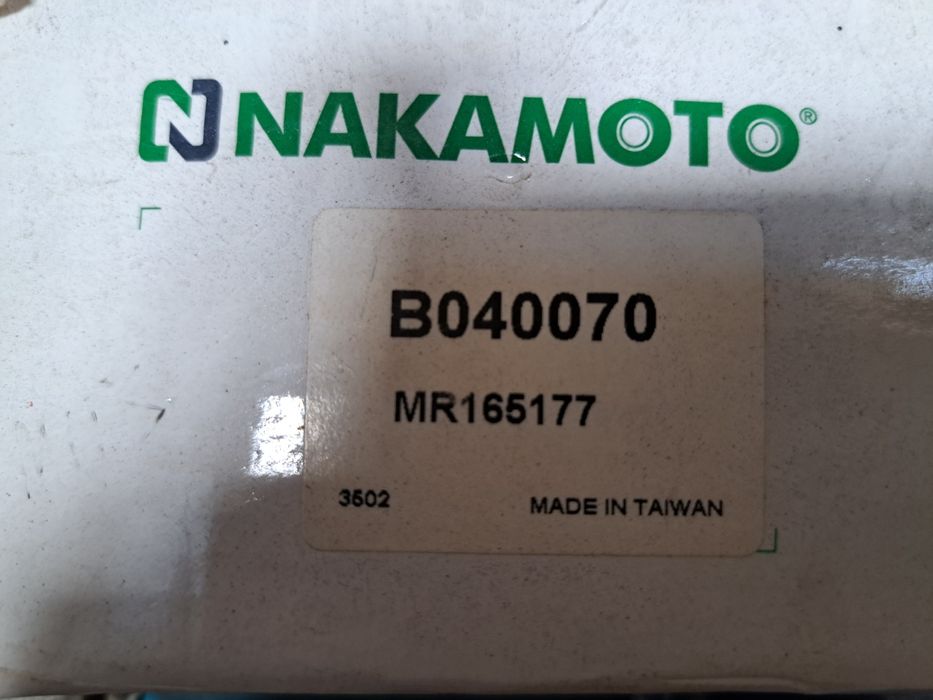 NAKAMOTO®
B040070
MR165177
3502
MADE IN TAIWAN